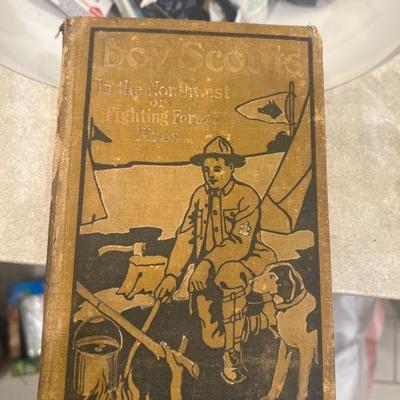 Boy Scouts
In the Northwest
or
Fighting Forest
Fires